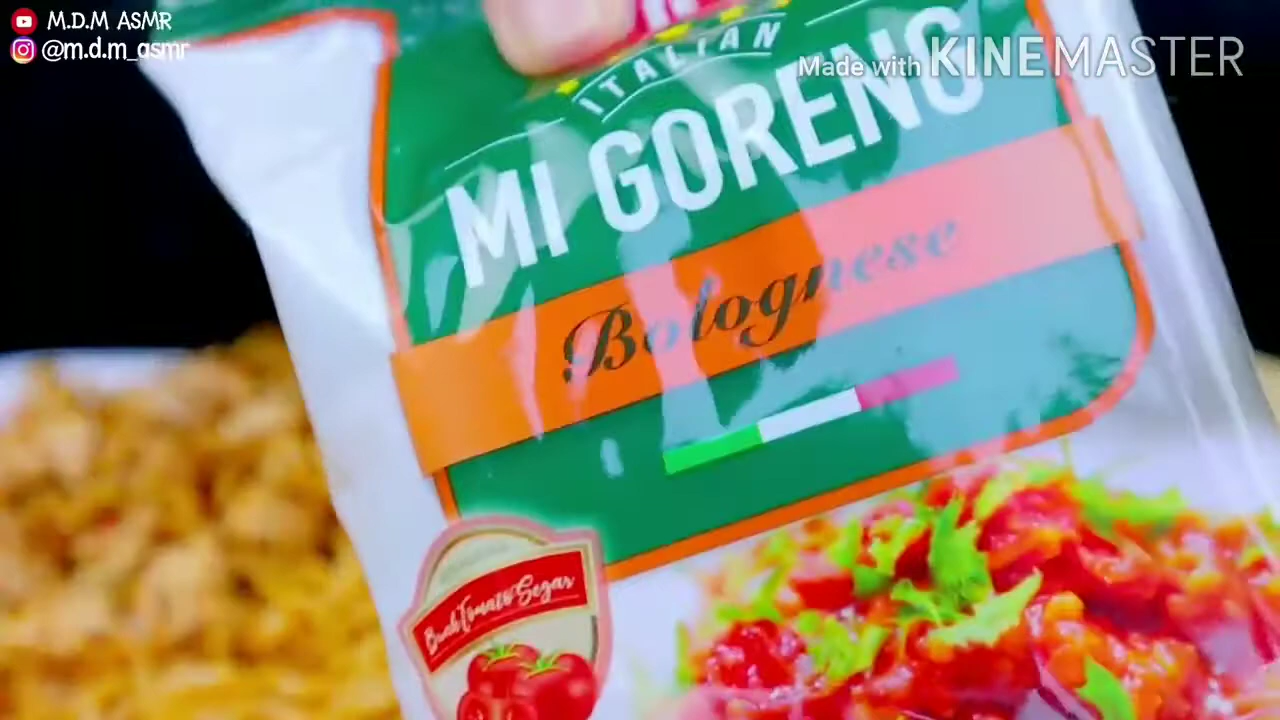 M.D.M ASMR
@m.d.m_asmr
Made with KINEMASTER
ITALIAN
MI GORENG
Bolognese
Buah Tomato Segar